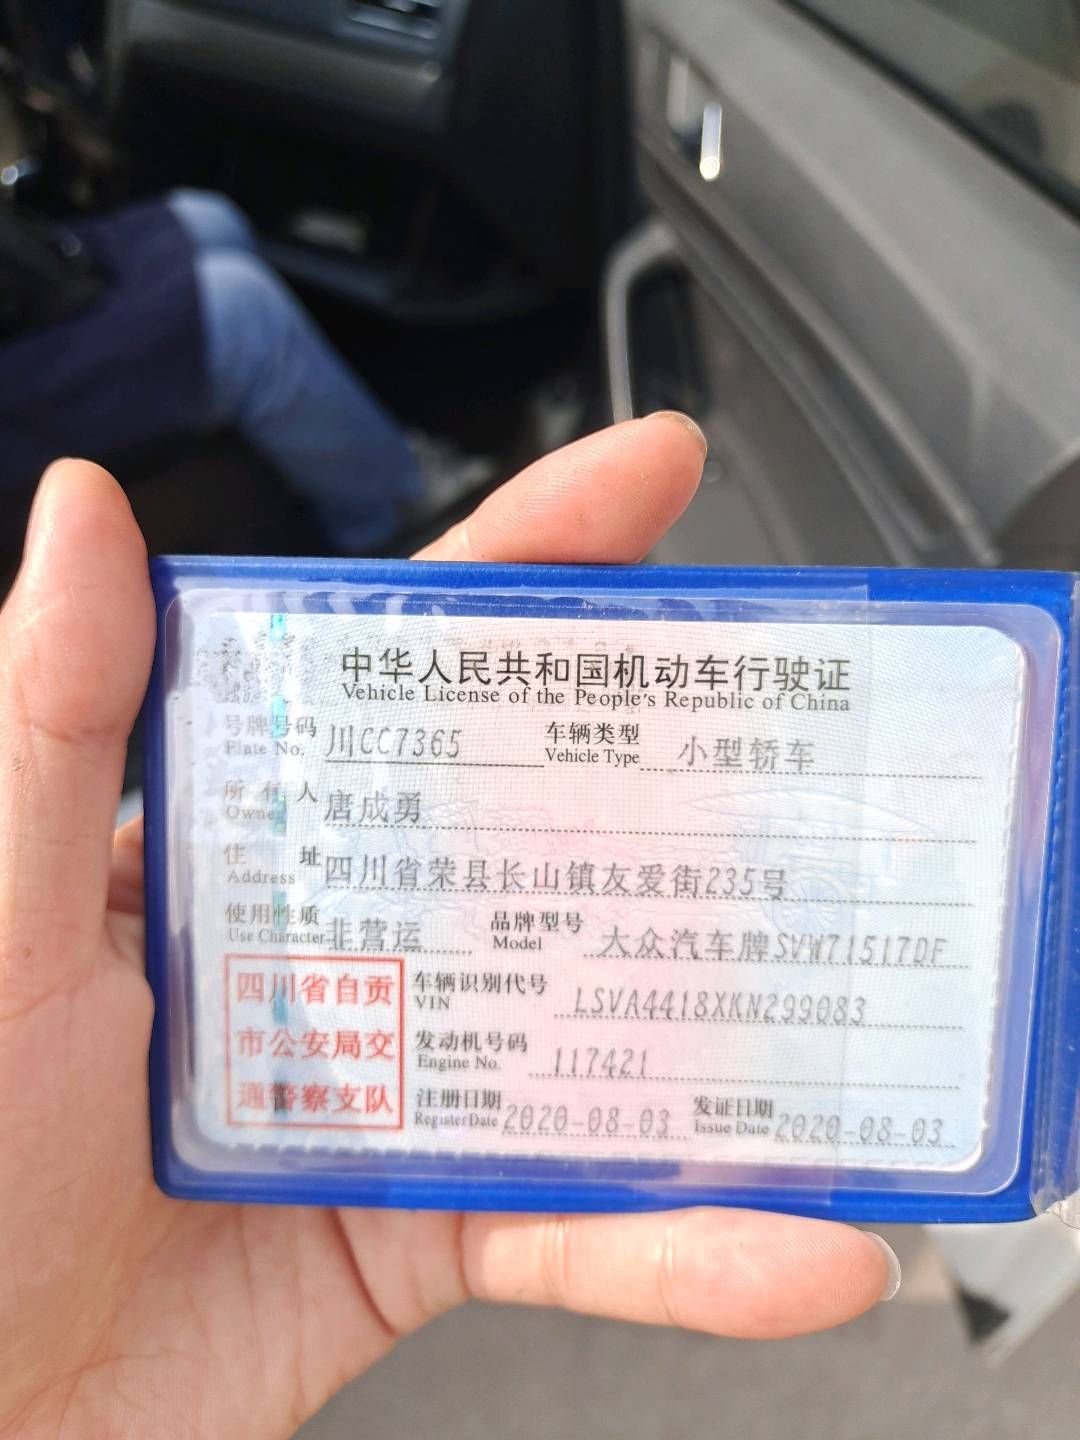 中华人民共和国机动车行驶证
Vehicle License of the People's Republic of China
号牌号码 川CC7365 车辆类型 小型轿车
Plate No. Vehicle Type
所有人 唐成勇
Owner
住址 四川省荣县长山镇友爱街235号
Address
使用性质 非营运 品牌型号 大众汽车牌SVW71517DF
Use Character Model
四川省自贡
市公安局交
通警察支队
车辆识别代号 LSVA4418XKN299083
VIN
发动机号码 117421
Engine No.
注册日期 2020-08-03 发证日期 2020-08-03
Register Date Issue Date